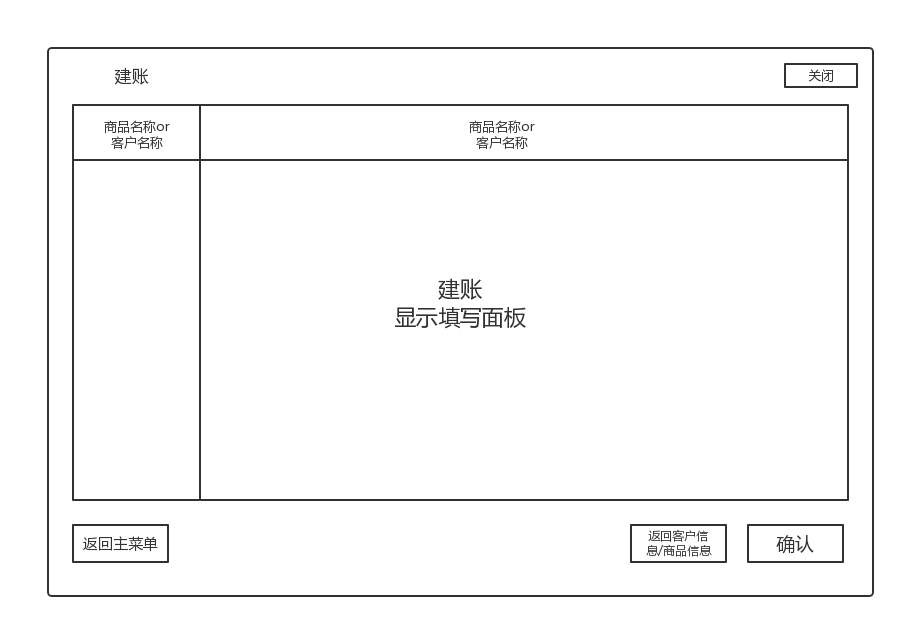 建账
关闭
商品名称or
客户名称
商品名称or
客户名称
建账
显示填写面板
返回主菜单
返回客户信
息/商品信息
确认